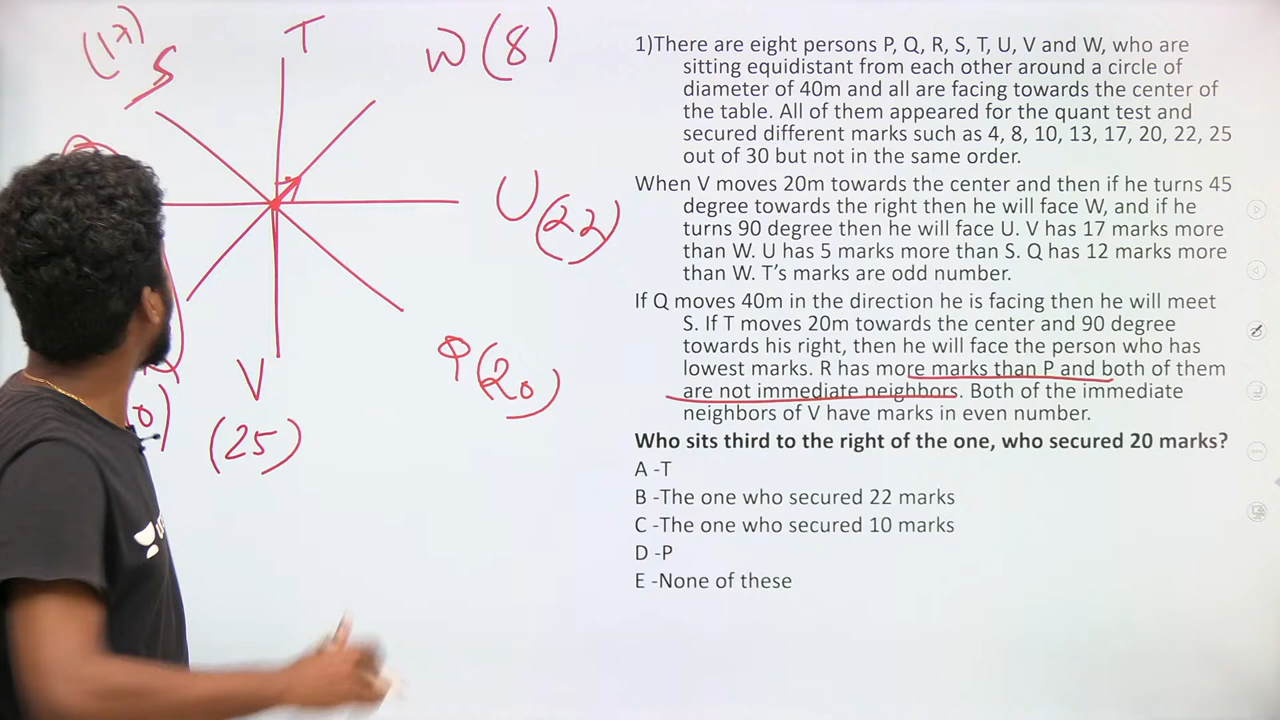 (17)
S
T
W (8)
U (22)
V
(25)
Q (20)
1)There are eight persons P, Q, R, S, T, U, V and W, who are
sitting equidistant from each other around a circle of
diameter of 40m and all are facing towards the center of
the table. All of them appeared for the quant test and
secured different marks such as 4, 8, 10, 13, 17, 20, 22, 25
out of 30 but not in the same order.
When V moves 20m towards the center and then if he turns 45
degree towards the right then he will face W, and if he
turns 90 degree then he will face U. V has 17 marks more
than W. U has 5 marks more than S. Q has 12 marks more
than W. T’s marks are odd number.
If Q moves 40m in the direction he is facing then he will meet
S. If T moves 20m towards the center and 90 degree
towards his right, then he will face the person who has
lowest marks. R has more marks than P and both of them
are not immediate neighbors. Both of the immediate
neighbors of V have marks in even number.
Who sits third to the right of the one, who secured 20 marks?
A -T
B -The one who secured 22 marks
C -The one who secured 10 marks
D -P
E -None of these